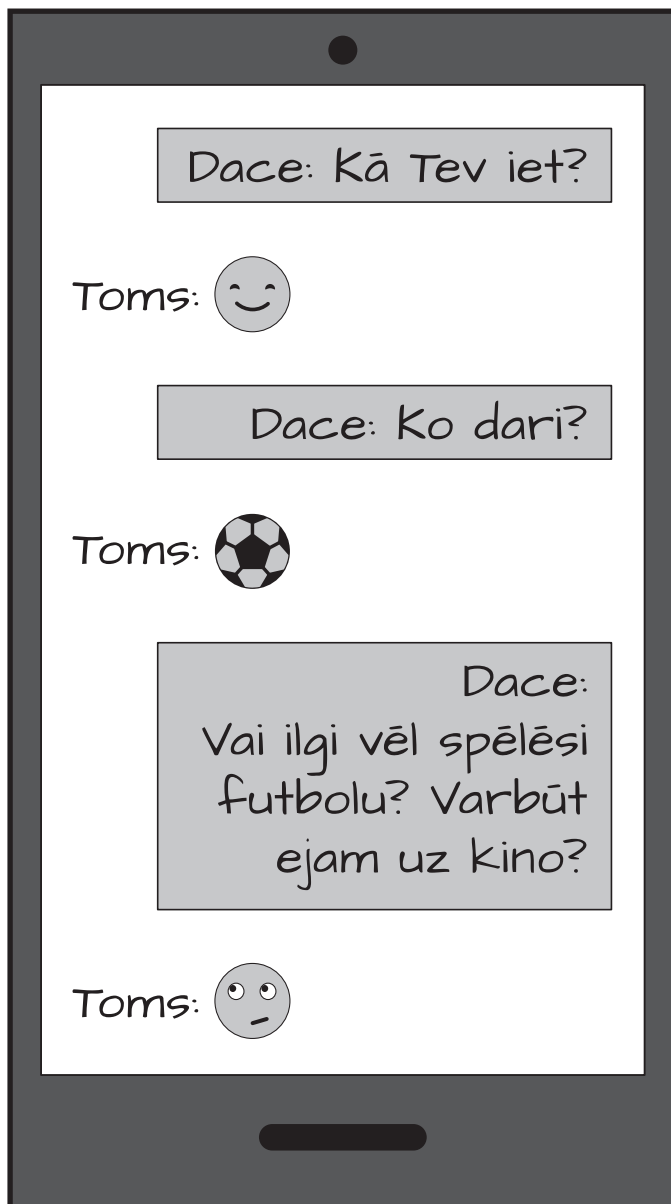 Dace: Kā Tev iet?
Toms:
Dace: Ko dari?
Toms:
Dace:
Vai ilgi vēl spēlēsi
futbolu? Varbūt
ejam uz kino?
Toms: